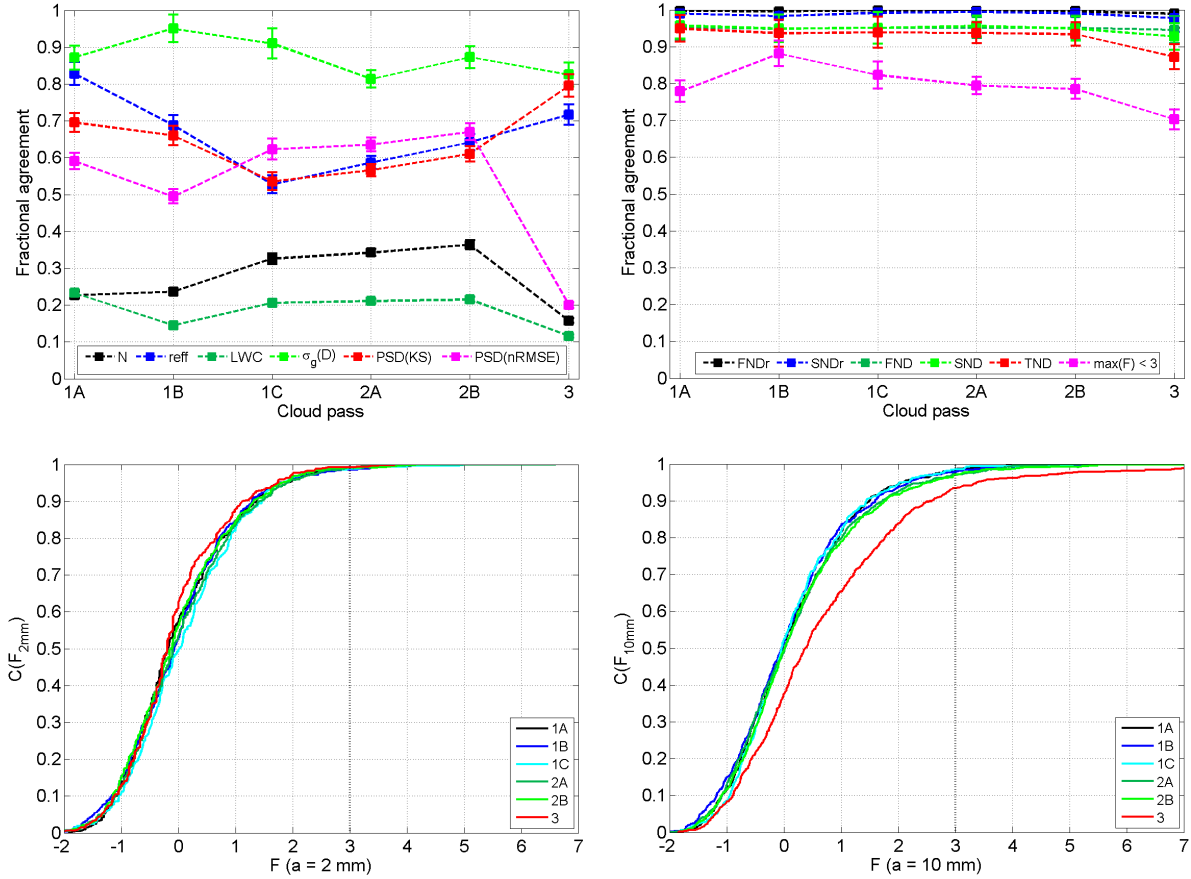 1
0.9
0.8
0.7
0.6
0.5
0.4
0.3
0.2
0.1
0
Fractional agreement
N reff LWC σg(D) PSD(KS) PSD(nRMSE)
1A 1B 1C 2A 2B 3
Cloud pass
1
0.9
0.8
0.7
0.6
0.5
0.4
0.3
0.2
0.1
0
Fractional agreement
FNDr SNDr FND SND TND max(F) < 3
1A 1B 1C 2A 2B 3
Cloud pass
1
0.9
0.8
0.7
0.6
0.5
0.4
0.3
0.2
0.1
0
C(F2mm)
1A
1B
1C
2A
2B
3
-2 -1 0 1 2 3 4 5 6 7
F (a = 2 mm)
1
0.9
0.8
0.7
0.6
0.5
0.4
0.3
0.2
0.1
0
C(F10mm)
1A
1B
1C
2A
2B
3
-2 -1 0 1 2 3 4 5 6 7
F (a = 10 mm)